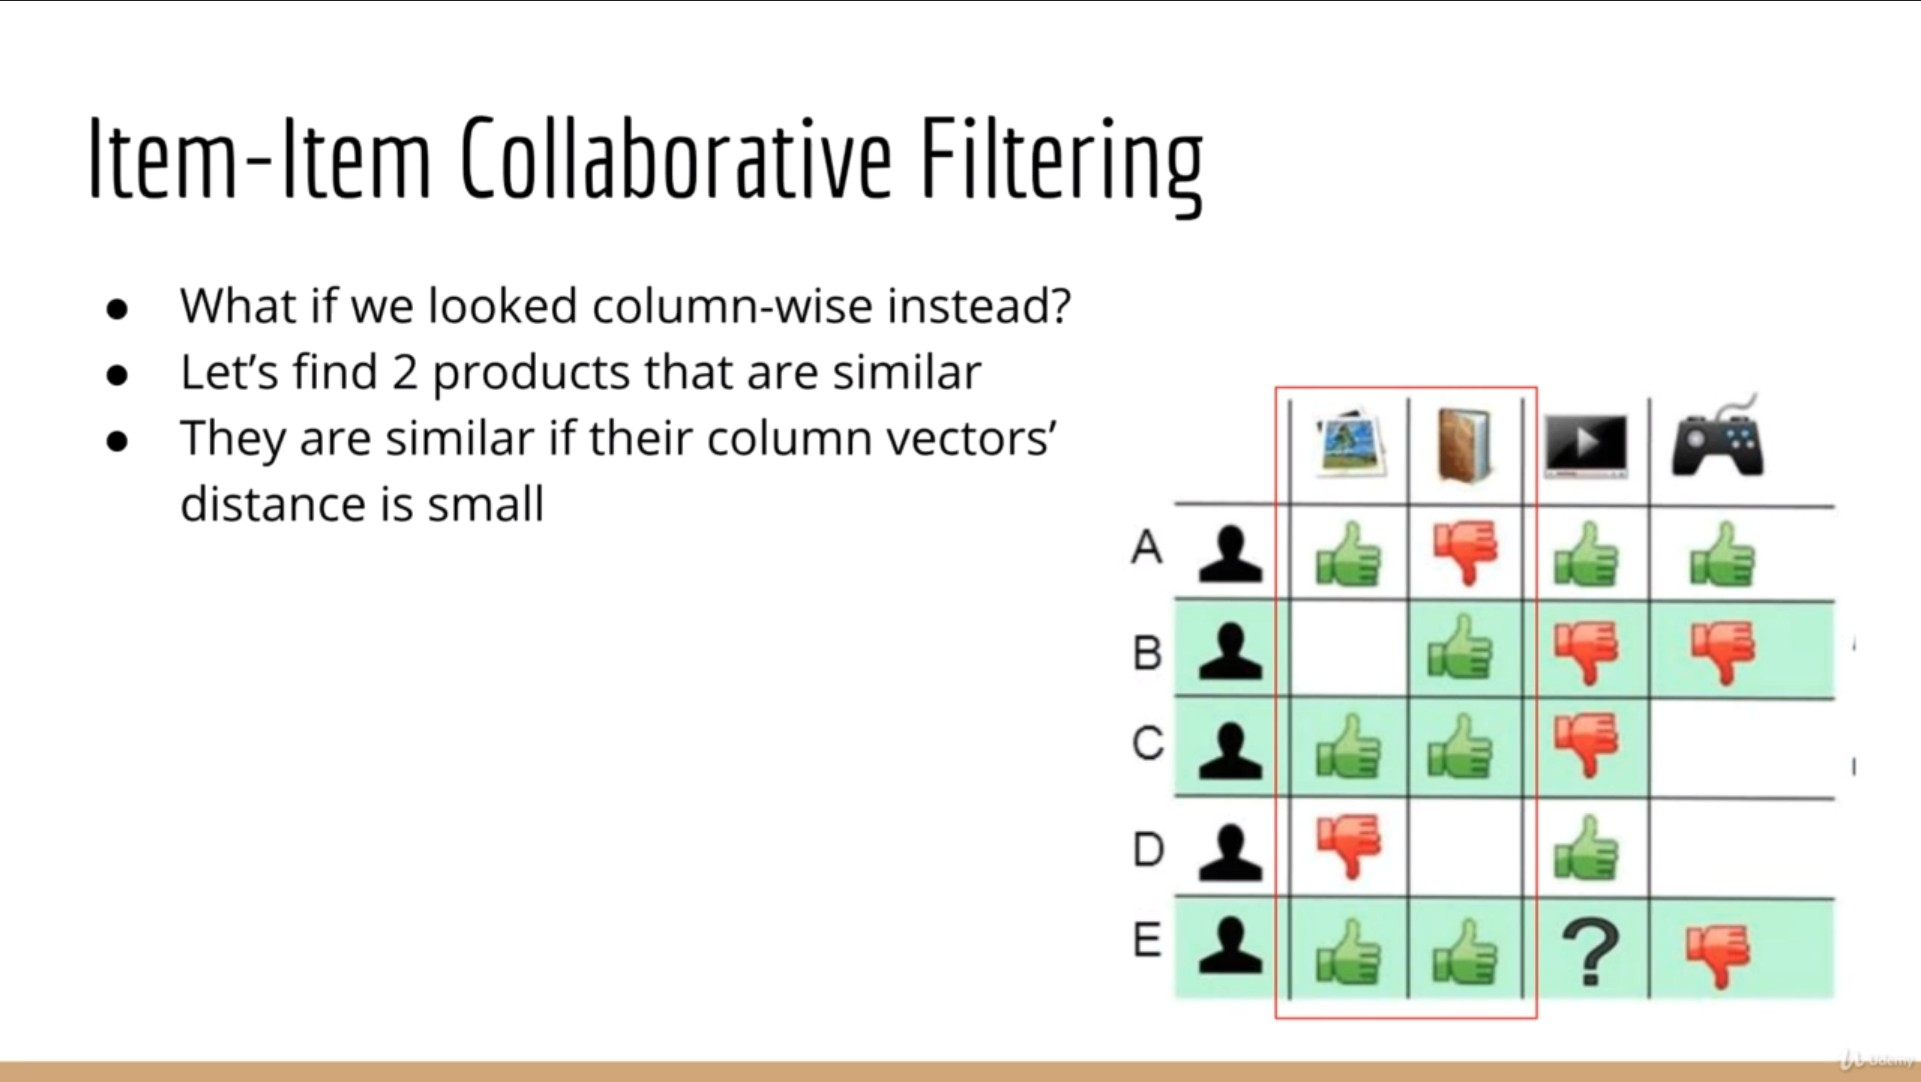 Item-Item Collaborative Filtering
● What if we looked column-wise instead?
● Let’s find 2 products that are similar
● They are similar if their column vectors’
distance is small
A
B
C
D
E
?
Udemy